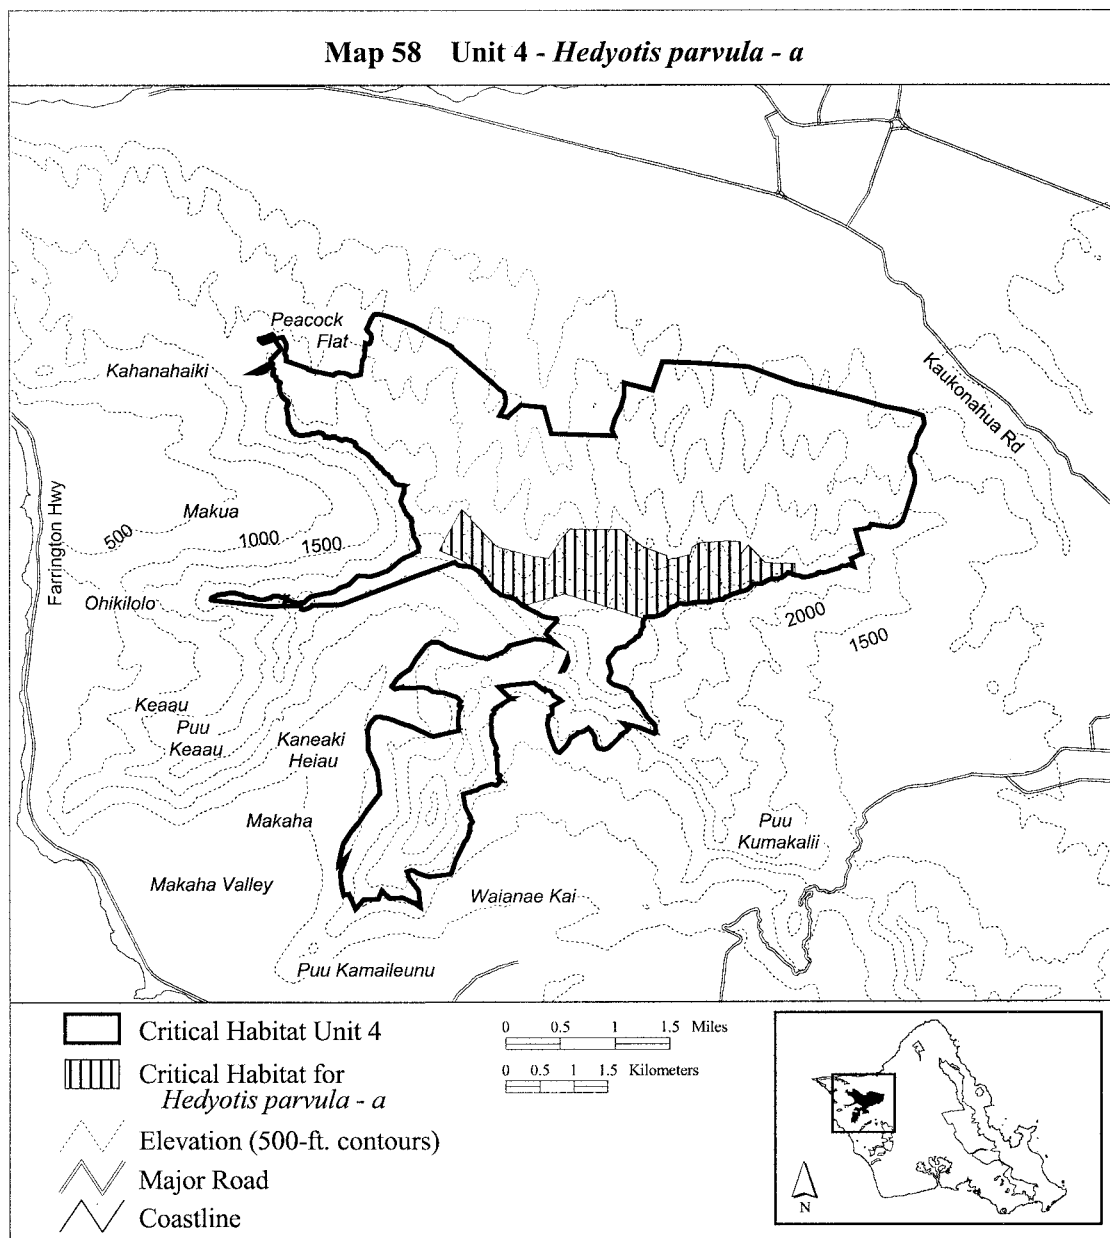 Map 58 Unit 4 - Hedyotis parvula - a
Peacock
Flat
Kahanahaiki
Kaukonahua Rd
Farrington Hwy
Makua
500
1000
1500
Ohikilolo
2000
1500
Keaau
Puu
Keaau
Kaneaki
Heiau
Makaha
Puu
Kumakalii
Makaha Valley
Waianae Kai
Puu Kamaileunu
Critical Habitat Unit 4
Critical Habitat for
Hedyotis parvula - a
Elevation (500-ft. contours)
Major Road
Coastline
0 0.5 1 1.5 Miles
0 0.5 1 1.5 Kilometers
N